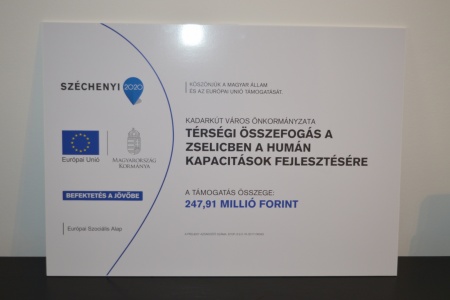 SZÉCHENYI 2020
KÖSZÖNJÜK A MAGYAR ÁLLAM
ÉS AZ EURÓPAI UNIÓ TÁMOGATÁSÁT.
KADARKÚT VÁROS ÖNKORMÁNYZATA
TÉRSÉGI ÖSSZEFOGÁS A
ZSELICBEN A HUMÁN
KAPACITÁSOK FEJLESZTÉSÉRE
Európai Unió
MAGYARORSZÁG
KORMÁNYA
BEFEKTETÉS A JÖVŐBE
A TÁMOGATÁS ÖSSZEGE:
247,91 MILLIÓ FORINT
Európai Szociális Alap